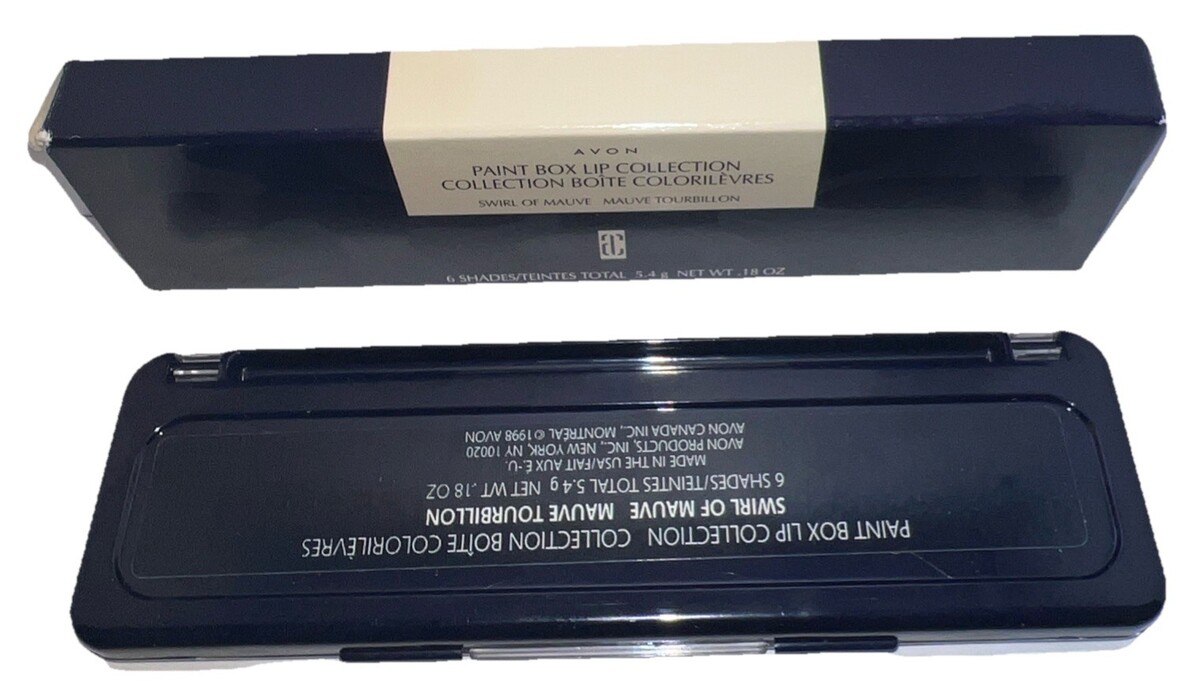 AVON
PAINT BOX LIP COLLECTION
COLLECTION BOÎTE COLORILÈVRES
SWIRL OF MAUVE MAUVE TOURBILLON
6 SHADES/TEINTES TOTAL 5.4 g NET WT .18 OZ
PAINT BOX LIP COLLECTION COLLECTION BOÎTE COLORILÈVRES
SWIRL OF MAUVE MAUVE TOURBILLON
6 SHADES/TEINTES TOTAL 5.4 g NET WT .18 OZ
MADE IN THE USA/FAIT AUX É.-U.
AVON PRODUCTS, INC., NEW YORK, NY 10020
AVON CANADA INC., MONTRÉAL ©1998 AVON